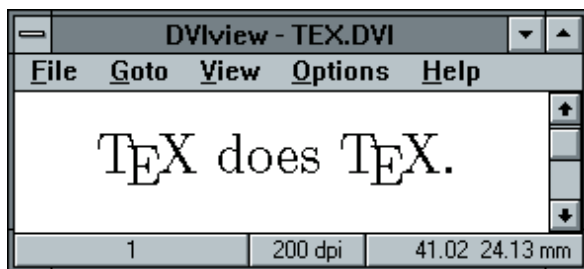 DVIview - TEX.DVI
File Goto View Options Help
TEX does TEX.
1 200 dpi 41.02 24.13 mm